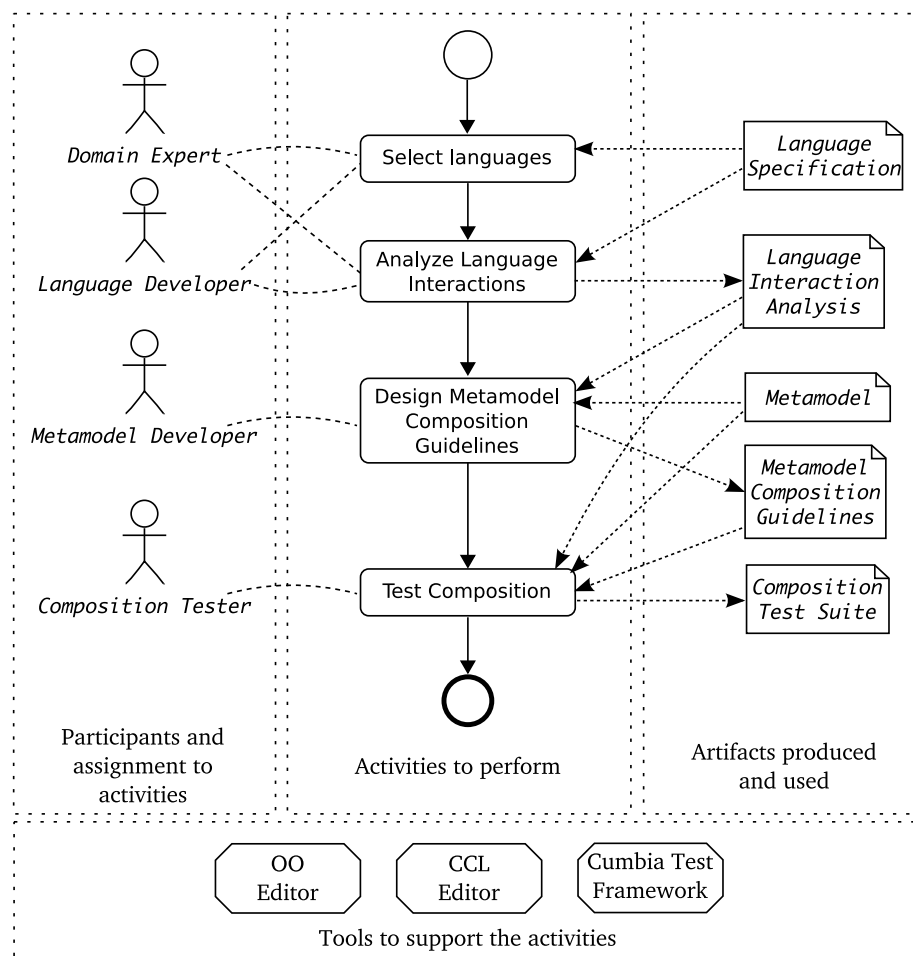 Domain Expert
Language Developer
Metamodel Developer
Composition Tester
Participants and
assignment to
activities
Select languages
Analyze Language
Interactions
Design Metamodel
Composition
Guidelines
Test Composition
Activities to perform
Language
Specification
Language
Interaction
Analysis
Metamodel
Metamodel
Composition
Guidelines
Composition
Test Suite
Artifacts produced
and used
OO
Editor
CCL
Editor
Cumbia Test
Framework
Tools to support the activities